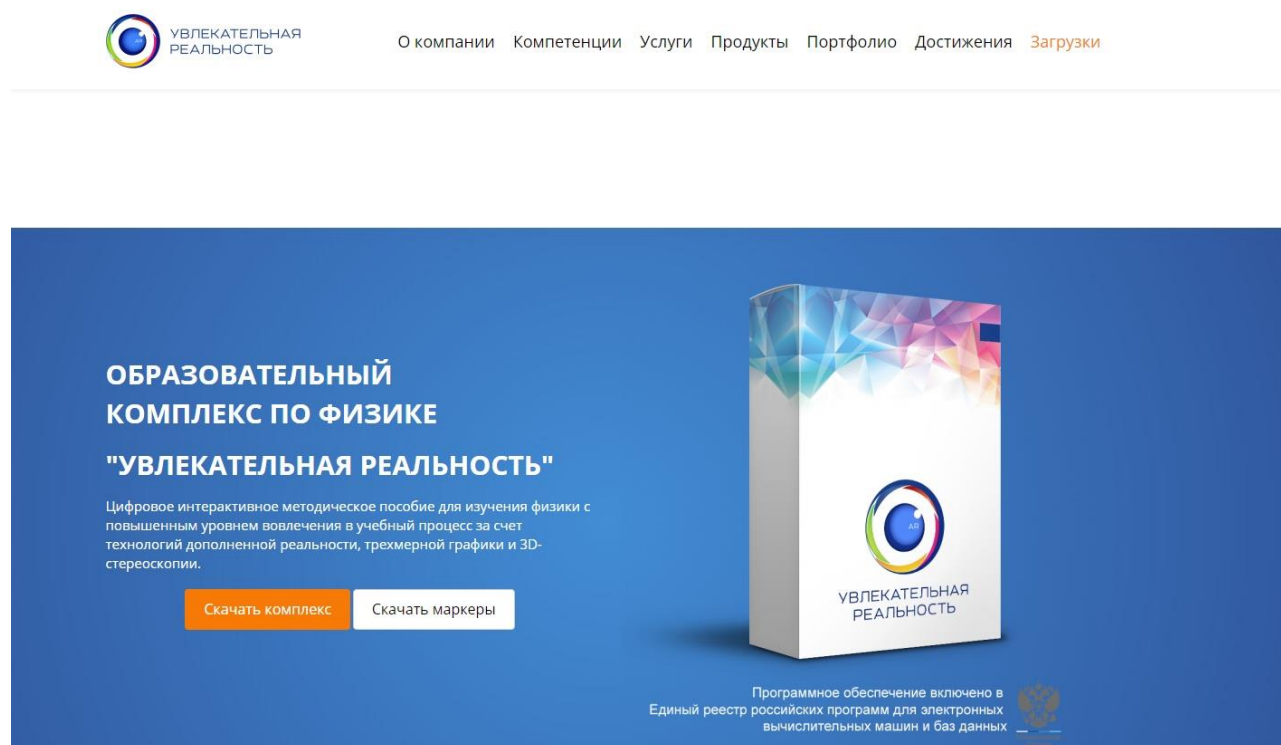 УВЛЕКАТЕЛЬНАЯ
РЕАЛЬНОСТЬ
О компании Компетенции Услуги Продукты Портфолио Достижения Загрузки
ОБРАЗОВАТЕЛЬНЫЙ
КОМПЛЕКС ПО ФИЗИКЕ
"УВЛЕКАТЕЛЬНАЯ РЕАЛЬНОСТЬ"
Цифровое интерактивное методическое пособие для изучения физики с
повышенным уровнем вовлечения в учебный процесс за счет
технологий дополненной реальности, трехмерной графики и 3D-
стереоскопии.
Скачать комплекс Скачать маркеры
AR
УВЛЕКАТЕЛЬНАЯ
РЕАЛЬНОСТЬ
Программное обеспечение включено в
Единый реестр российских программ для электронных
вычислительных машин и баз данных